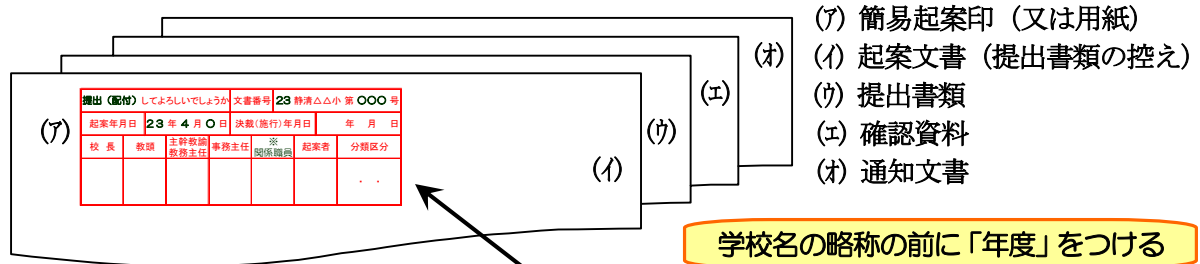 (ア) 簡易起案印（又は用紙）
(イ) 起案文書（提出書類の控え）
(ウ) 提出書類
(エ) 確認資料
(オ) 通知文書
(オ)
(エ)
(ウ)
(イ)
(ア)
提出（配付）してよろしいでしょうか 文書番号 23 静清△△小 第 〇〇〇 号
起案年月日 23 年 4 月 〇 日 決裁(施行)年月日 年 月 日
校 長 教頭 主幹教諭 教務主任 事務主任 ※ 関係職員 起案者 分類区分
・ ・
学校名の略称の前に「年度」をつける